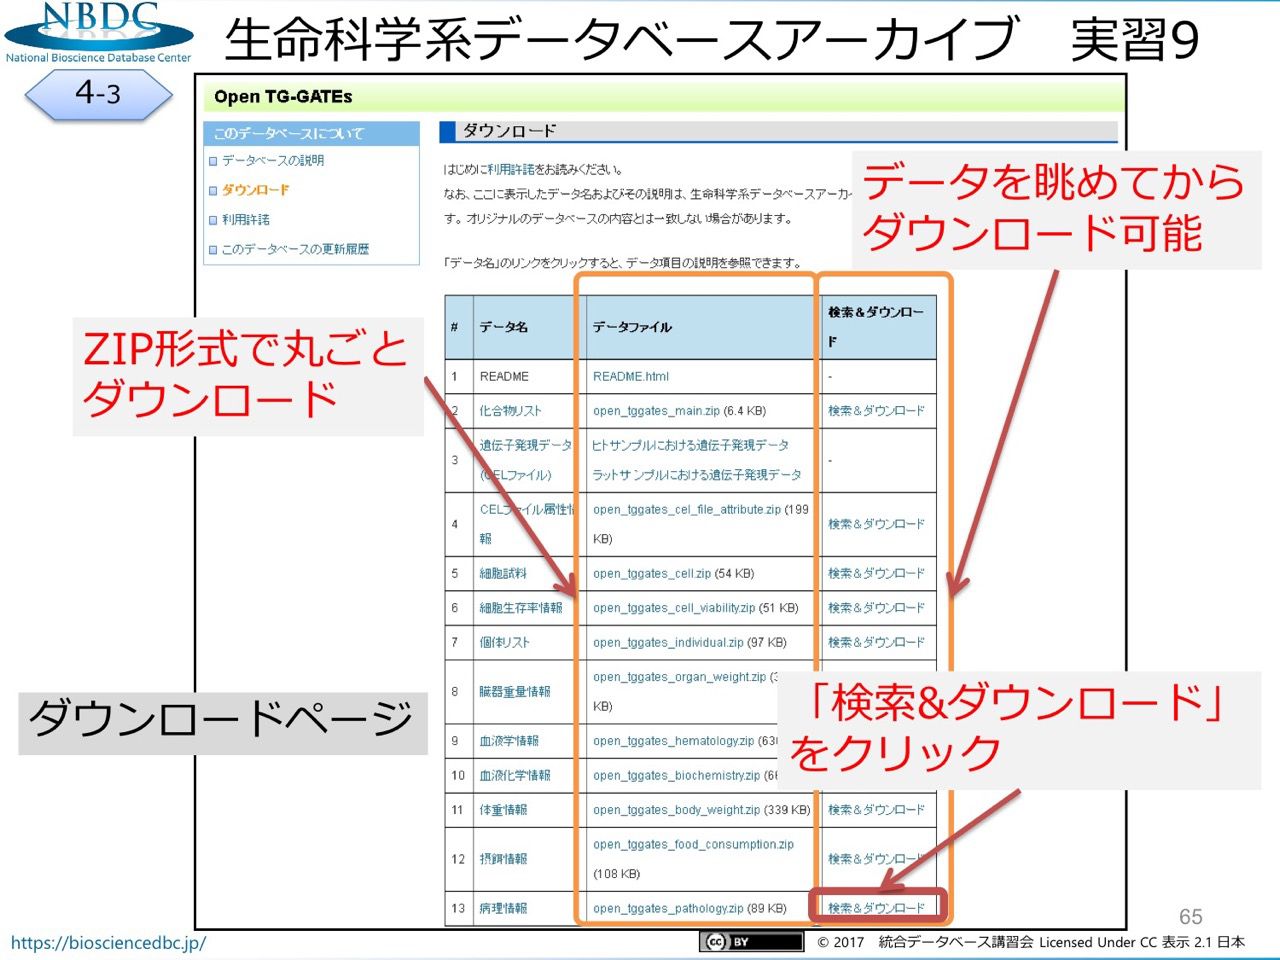 NBDC
National Bioscience Database Center
生命科学系データベースアーカイブ 実習9
4-3
Open TG-GATEs
このデータベースについて
データベースの説明
ダウンロード
利用許諾
このデータベースの更新履歴
ダウンロード
はじめに利用許諾をお読みください。
なお、ここに表示したデータ名およびその説明は、生命科学系データベースアーカイ
す。オリジナルのデータベースの内容とは一致しない場合があります。
「データ名」のリンクをクリックすると、データ項目の説明を参照できます。
データを眺めてから
ダウンロード可能
ZIP形式で丸ごと
ダウンロード
ダウンロードページ
# データ名 データファイル 検索＆ダウンロー
ド
1 README README.html -
2 化合物リスト open_tggates_main.zip (6.4 KB) 検索＆ダウンロード
3 遺伝子発現データ ヒトサンプルにおける遺伝子発現データ -
(CELファイル) ラットサンプルにおける遺伝子発現データ
4 CELファイル属性情 open_tggates_cel_file_attribute.zip (199 検索＆ダウンロード
報 KB)
5 細胞試料 open_tggates_cell.zip (54 KB) 検索＆ダウンロード
6 細胞生存率情報 open_tggates_cell_viability.zip (51 KB) 検索＆ダウンロード
7 個体リスト open_tggates_individual.zip (97 KB) 検索＆ダウンロード
8 臓器重量情報 open_tggates_organ_weight.zip
KB)
9 血液学情報 open_tggates_hematology.zip
10 血液化学情報 open_tggates_biochemistry.zip
11 体重情報 open_tggates_body_weight.zip (339 KB) 検索＆ダウンロード
12 摂餌情報 open_tggates_food_consumption.zip 検索＆ダウンロード
(108 KB)
13 病理情報 open_tggates_pathology.zip (89 KB) 検索＆ダウンロード
「検索&ダウンロード」
をクリック
65
https://biosciencedbc.jp/
cc BY
© 2017 統合データベース講習会 Licensed Under CC 表示 2.1 日本